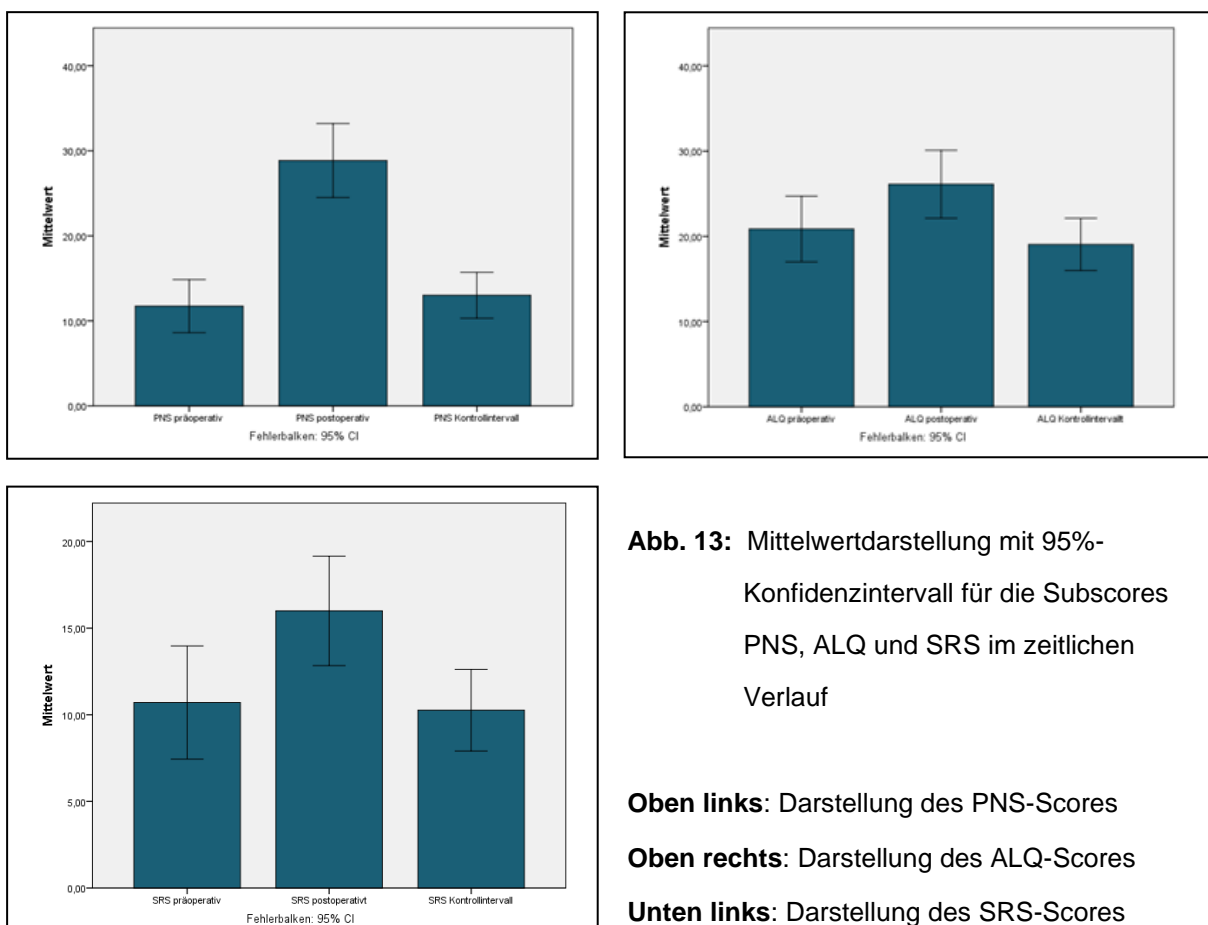 40,00
30,00
20,00
10,00
0,00
Mittelwert
PNS präoperativ PNS postoperativ PNS Kontrollintervall
Fehlerbalken: 95% CI
40,00
30,00
20,00
10,00
0,00
Mittelwert
ALQ präoperativ ALQ postoperativ ALQ Kontrollintervallt
Fehlerbalken: 95% CI
20,00
15,00
10,00
5,00
0,00
Mittelwert
SRS präoperativ SRS postoperativt SRS Kontrollintervall
Fehlerbalken: 95% CI
Abb. 13: Mittelwertdarstellung mit 95%-
Konfidenzintervall für die Subscores
PNS, ALQ und SRS im zeitlichen
Verlauf
Oben links: Darstellung des PNS-Scores
Oben rechts: Darstellung des ALQ-Scores
Unten links: Darstellung des SRS-Scores